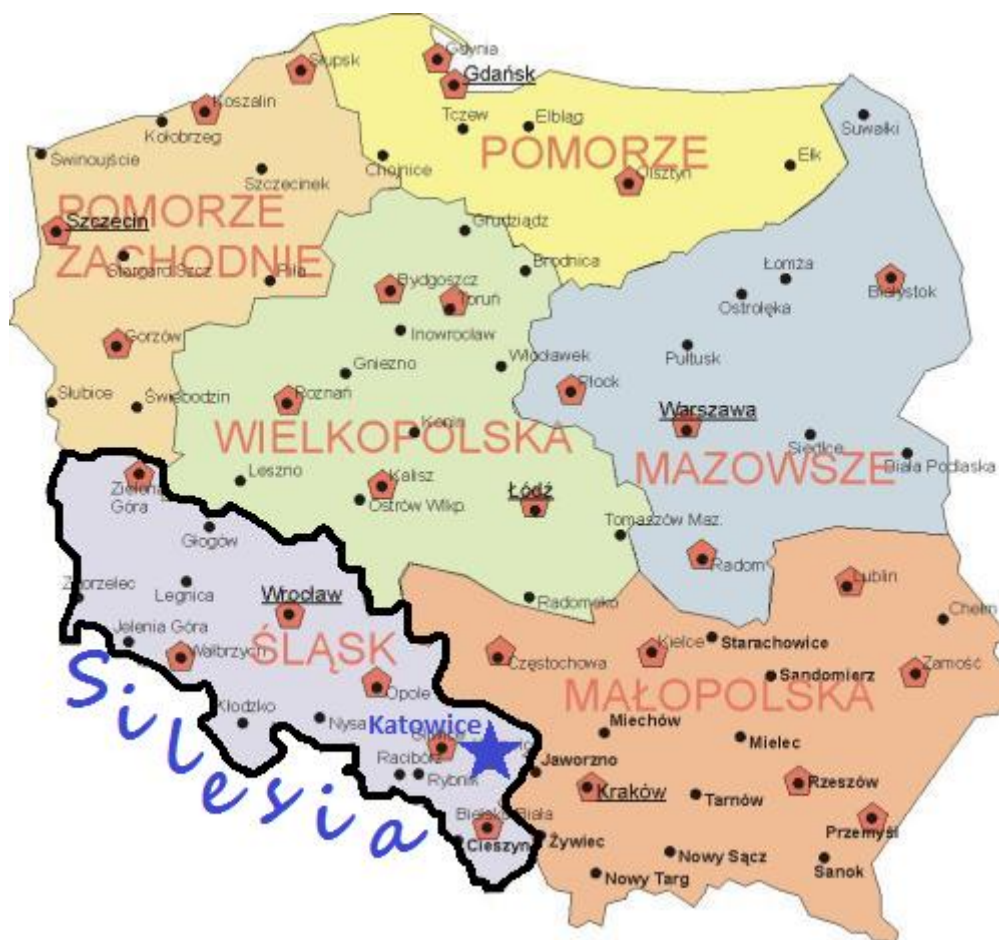 Gdynia
Słupsk
Gdańsk
Koszalin
Tczew
Elbląg
Suwałki
Kołobrzeg
POMORZE
Świnoujście
Chojnice
Ełk
Szczecinek
Olsztyn
POMORZE
ZACHODNIE
Szczecin
Grudziądz
Stargard Szcz
Piła
Brodnica
Łomża
Bydgoszcz
Toruń
Białystok
Ostrołęka
Inowrocław
Gorzów
Pułtusk
Gniezno
Włocławek
Płock
Słubice
Świebodzin
Poznań
Warszawa
Konin
WIELKOPOLSKA
Siedlce
MAZOWSZE
Biała Podlaska
Leszno
Zielona
Góra
Kalisz
Ostrów Wlkp.
Łódź
Tomaszów Maz.
Głogów
Radom
Lublin
Zgorzelec
Legnica
Wrocław
Radomsko
Chełm
Jelenia Góra
ŚLĄSK
Starachowice
Wałbrzych
Częstochowa
Kielce
Zamość
Sandomierz
Opole
MAŁOPOLSKA
Kłodzko
Nysa
Katowice
Miechów
Mielec
Silesia
Gliwice
Racibórz
Rybnik
Jaworzno
Kraków
Rzeszów
Tarnów
Bielsko Biała
Przemyśl
Cieszyn
Żywiec
Nowy Sącz
Sanok
Nowy Targ